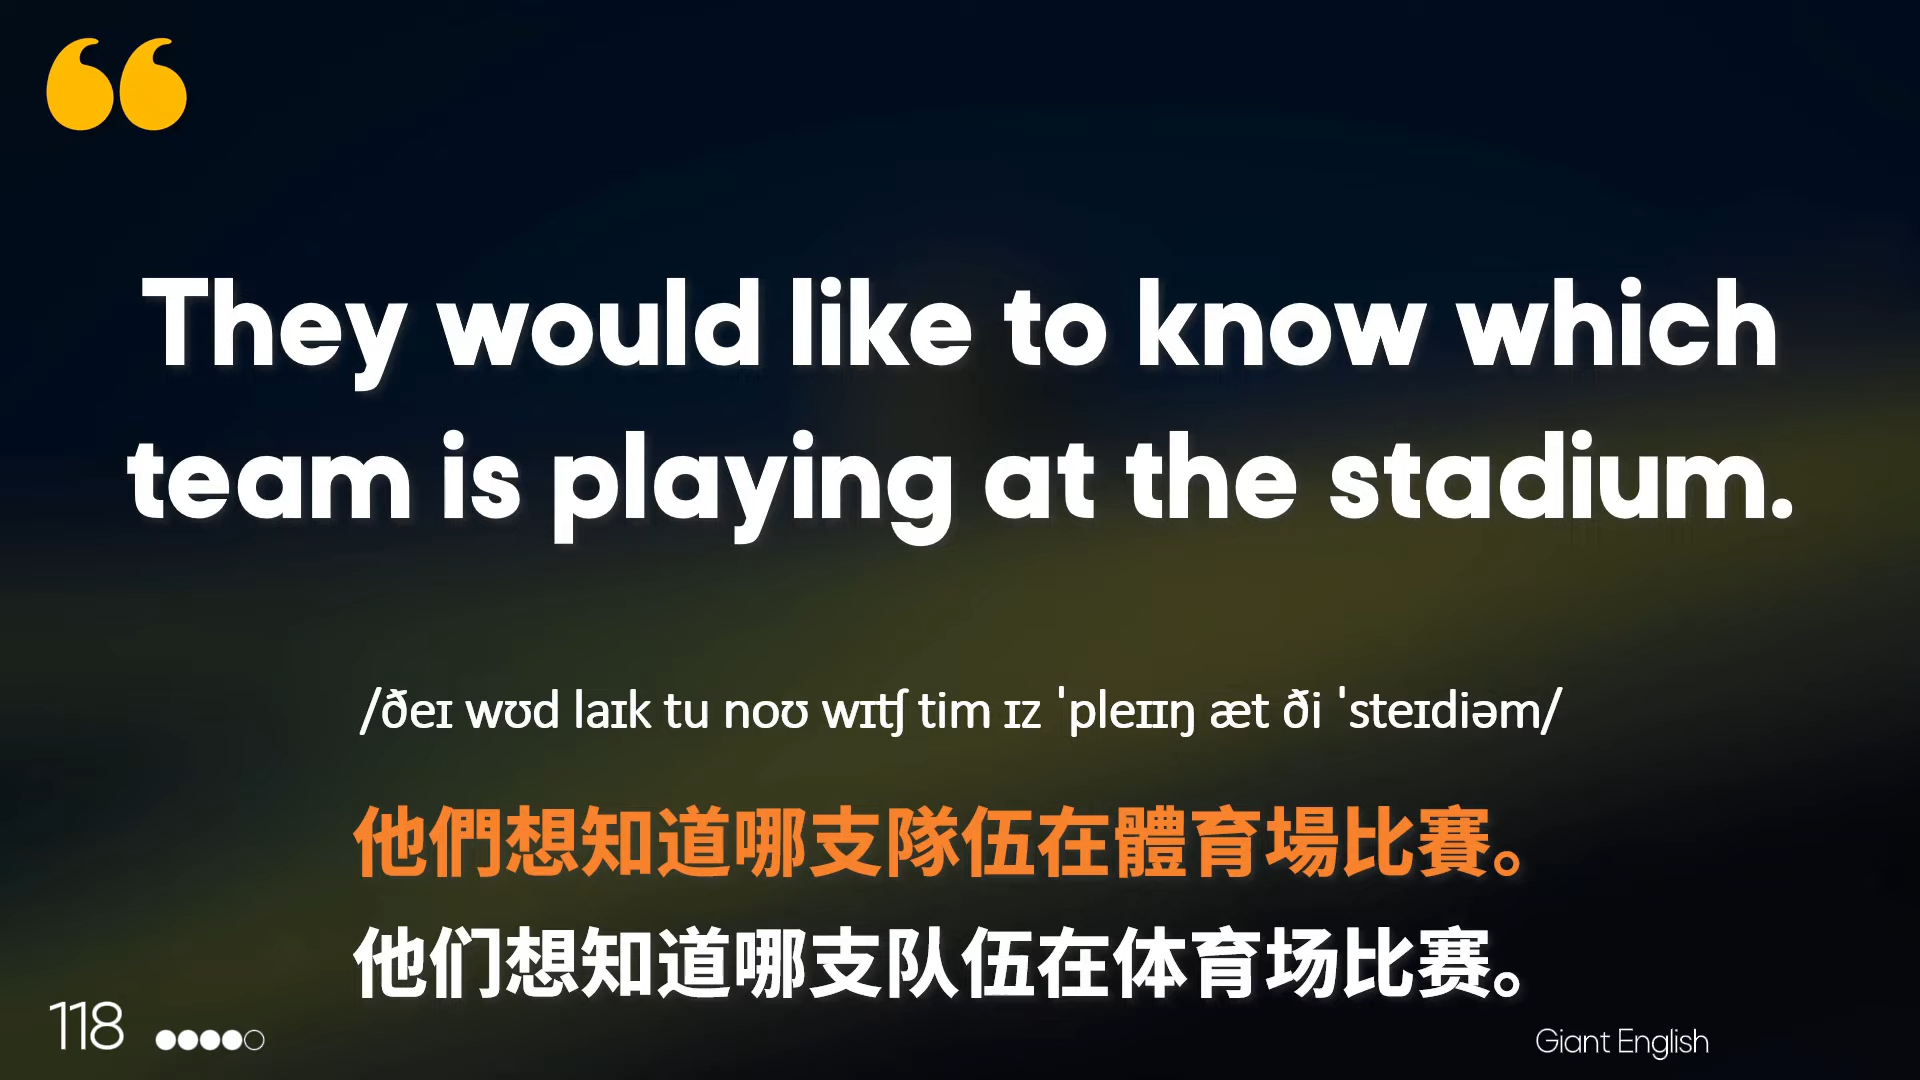 They would like to know which
team is playing at the stadium.
/ðeɪ wʊd laɪk tu noʊ wɪtʃ tim ɪz ˈpleɪɪŋ æt ði ˈsteɪdiəm/
他們想知道哪支隊伍在體育場比賽。
他们想知道哪支队伍在体育场比赛。
118
Giant English